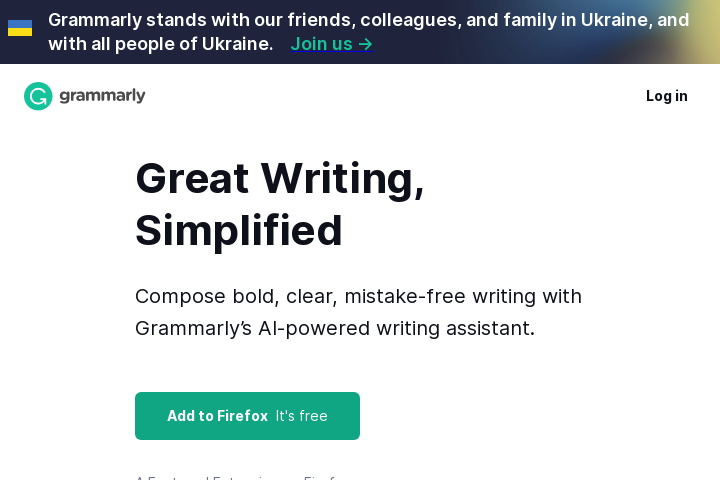 Grammarly stands with our friends, colleagues, and family in Ukraine, and
with all people of Ukraine. Join us →
grammarly
Log in
Great Writing,
Simplified
Compose bold, clear, mistake-free writing with
Grammarly’s AI-powered writing assistant.
Add to Firefox It's free